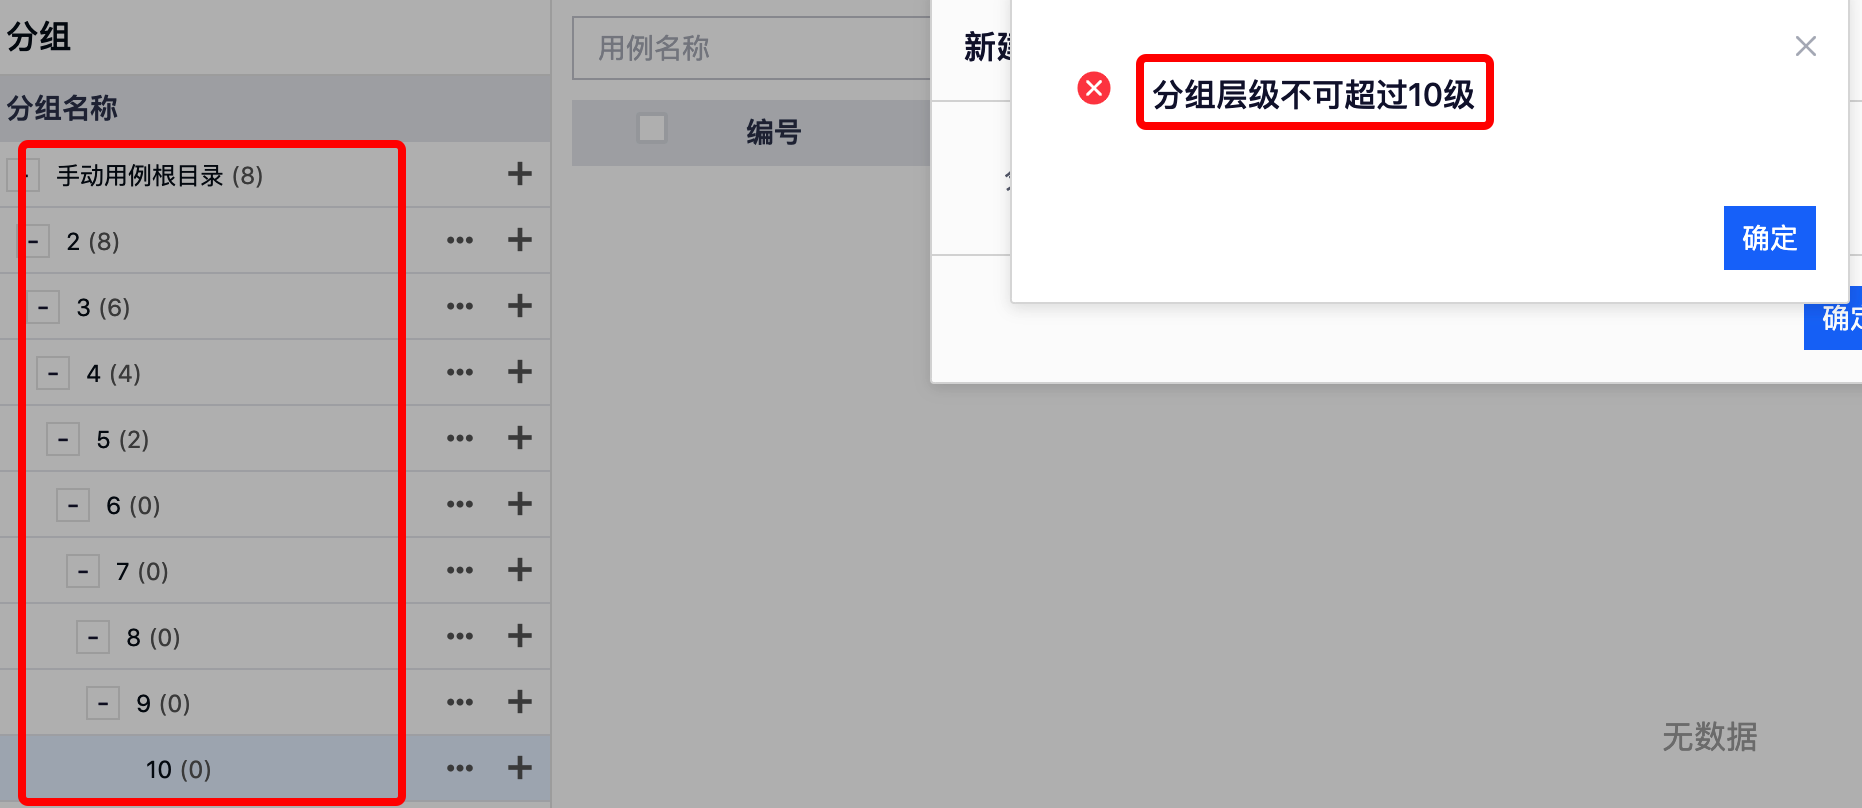 分组
分组名称
手动用例根目录 (8)
2 (8)
3 (6)
4 (4)
5 (2)
6 (0)
7 (0)
8 (0)
9 (0)
10 (0)
用例名称
编号
无数据
新建
分组层级不可超过10级
确定
确定